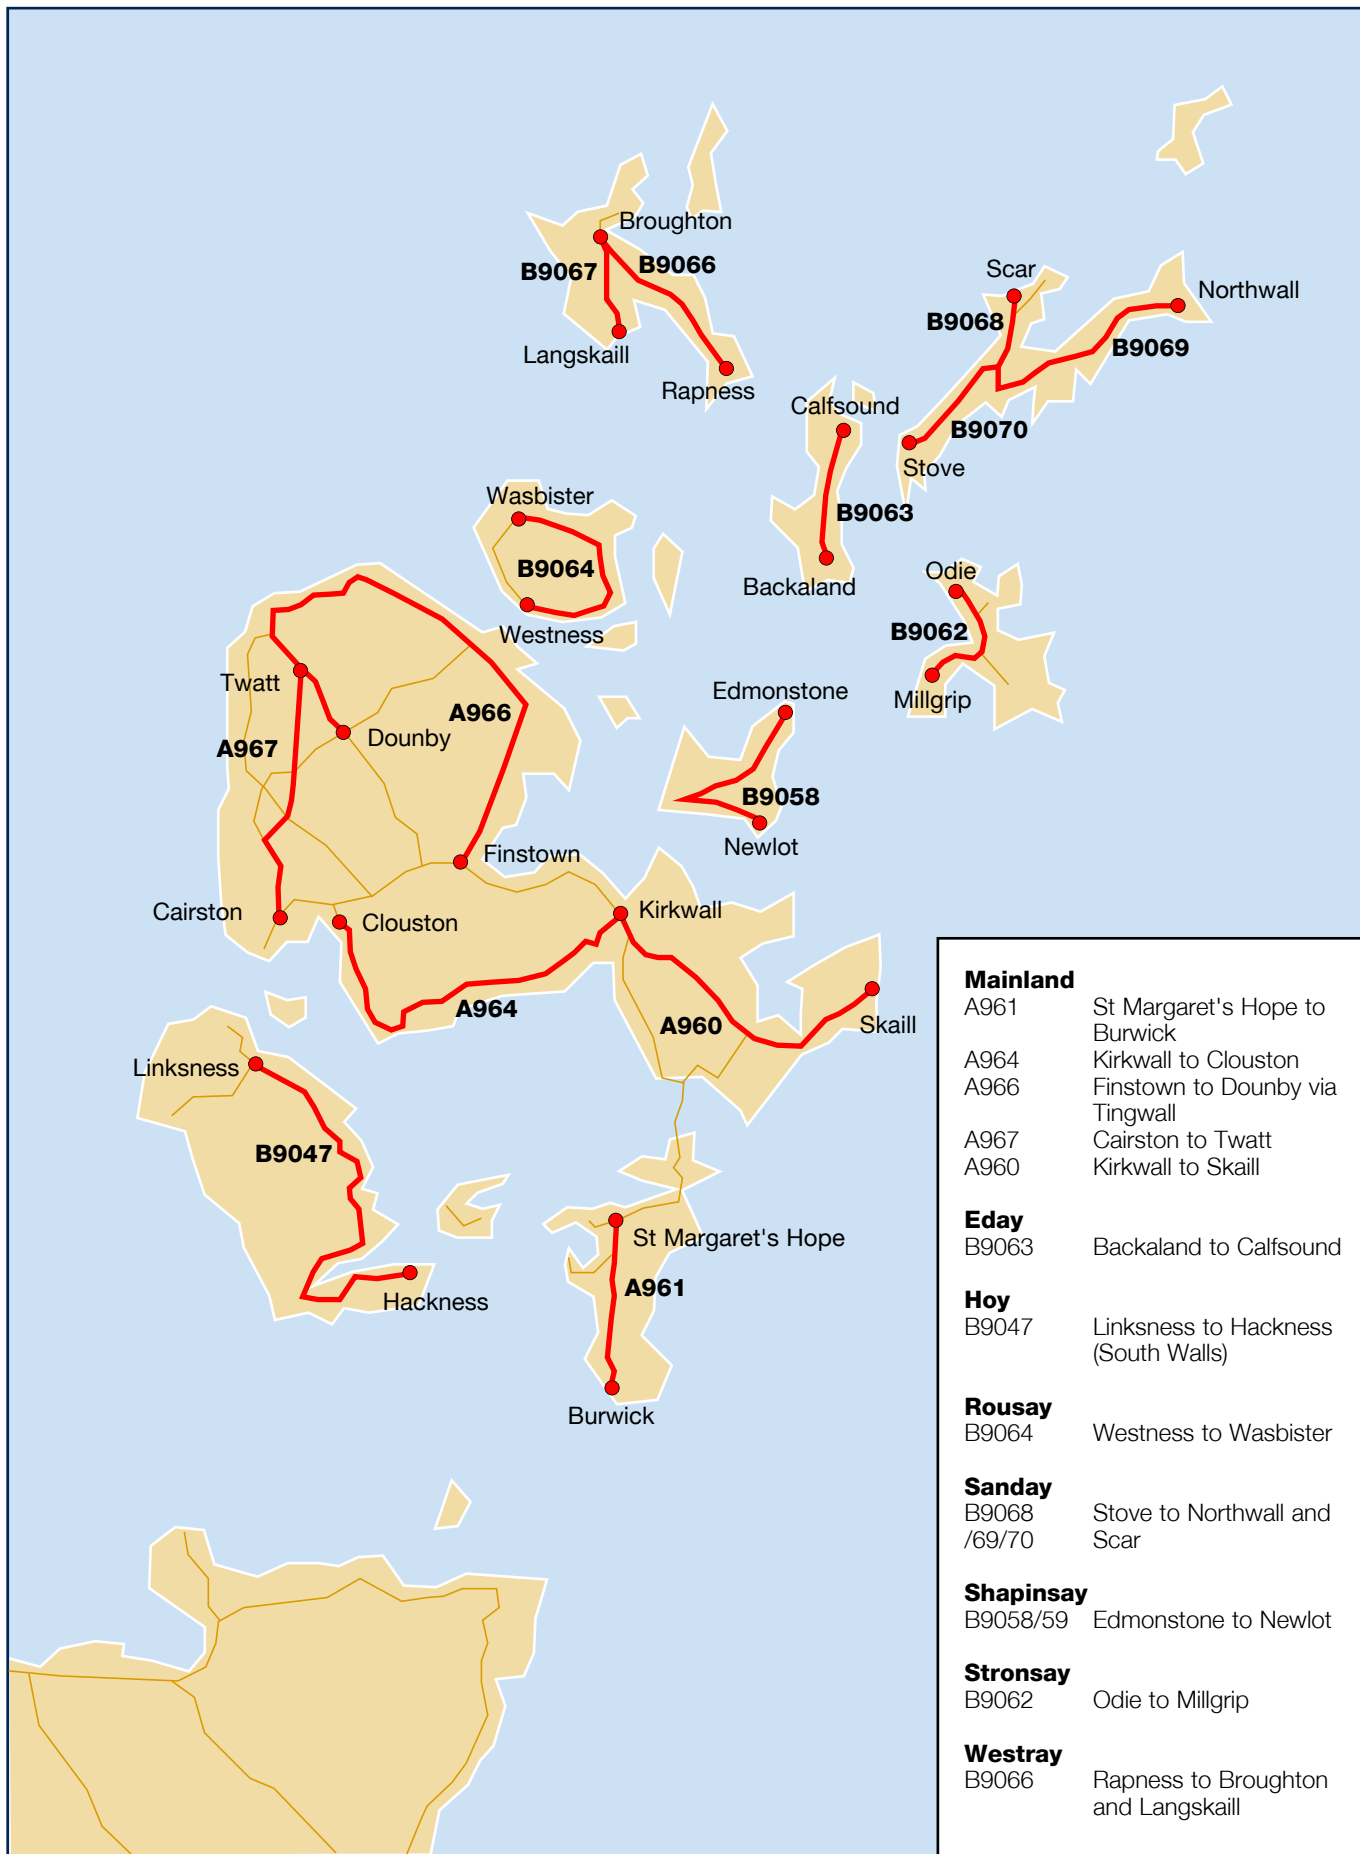 Broughton
B9067
B9066
Langskaill
Rapness
Scar
Northwall
B9068
B9069
B9070
Stove
Calfsound
B9063
Backaland
Wasbister
B9064
Westness
Odie
B9062
Millgrip
Twatt
A967
Dounby
A966
Edmonstone
B9058
Newlot
Finstown
Cairston
Clouston
Kirkwall
A964
A960
Skaill
Linksness
B9047
Hackness
St Margaret's Hope
A961
Burwick
Mainland
A961 St Margaret's Hope to
Burwick
A964 Kirkwall to Clouston
A966 Finstown to Dounby via
Tingwall
A967 Cairston to Twatt
A960 Kirkwall to Skaill
Eday
B9063 Backaland to Calfsound
Hoy
B9047 Linksness to Hackness
(South Walls)
Rousay
B9064 Westness to Wasbister
Sanday
B9068 Stove to Northwall and
/69/70 Scar
Shapinsay
B9058/59 Edmonstone to Newlot
Stronsay
B9062 Odie to Millgrip
Westray
B9066 Rapness to Broughton
and Langskaill